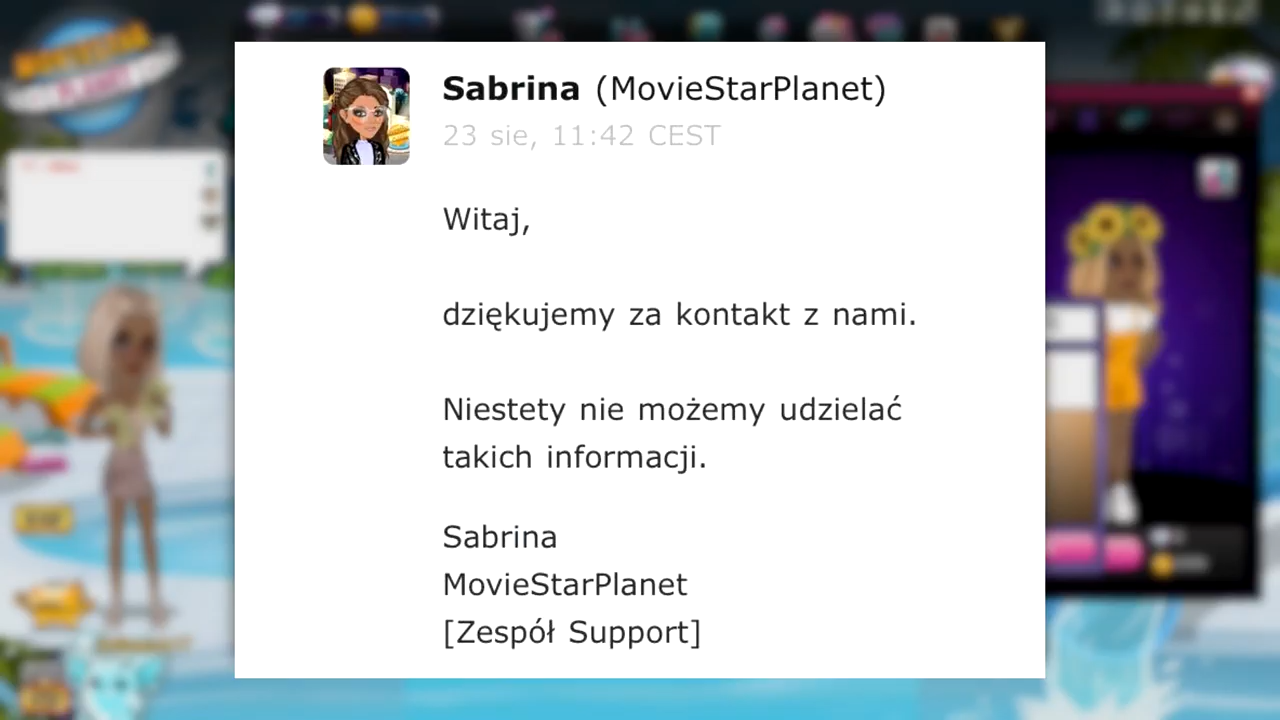 Sabrina (MovieStarPlanet)
23 sie, 11:42 CEST
Witaj,
dziękujemy za kontakt z nami.
Niestety nie możemy udzielać
takich informacji.
Sabrina
MovieStarPlanet
[Zespół Support]